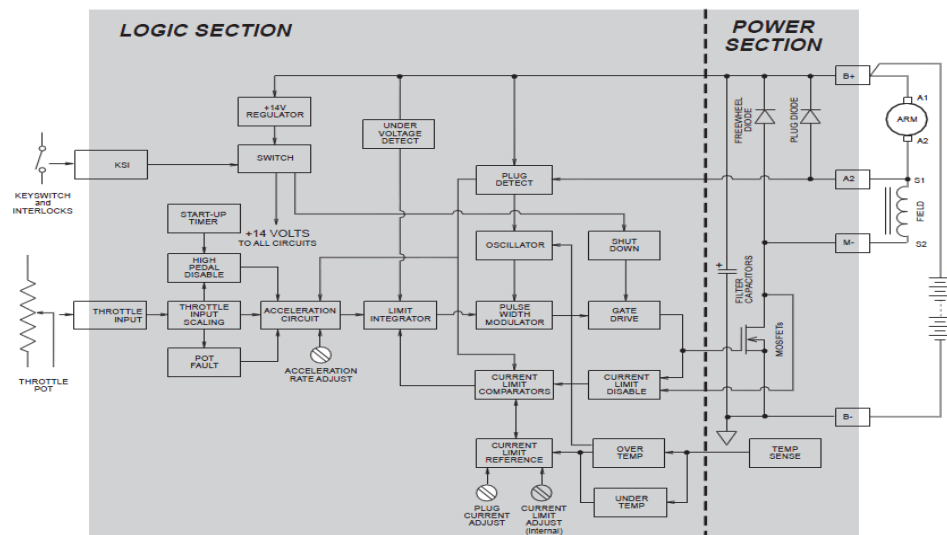 LOGIC SECTION
POWER
SECTION
B+
+14V
REGULATOR
UNDER
VOLTAGE
DETECT
FREEWHEEL
DIODE
PLUG DIODE
A1
ARM
A2
KSI
SWITCH
PLUG
DETECT
A2
S1
KEYSWITCH
and
INTERLOCKS
START-UP
TIMER
+14 VOLTS
TO ALL CIRCUITS
OSCILLATOR
SHUT
DOWN
FIELD
M-
S2
HIGH
PEDAL
DISABLE
+
FILTER
CAPACITORS
THROTTLE
INPUT
THROTTLE
INPUT
SCALING
ACCELERATION
CIRCUIT
LIMIT
INTEGRATOR
PULSE
WIDTH
MODULATOR
GATE
DRIVE
MOSFETs
POT
FAULT
THROTTLE
POT
ACCELERATION
RATE ADJUST
CURRENT
LIMIT
COMPARATORS
CURRENT
LIMIT
DISABLE
B-
CURRENT
LIMIT
REFERENCE
OVER
TEMP
TEMP
SENSE
UNDER
TEMP
PLUG
CURRENT
ADJUST
CURRENT
LIMIT
ADJUST
(Internal)